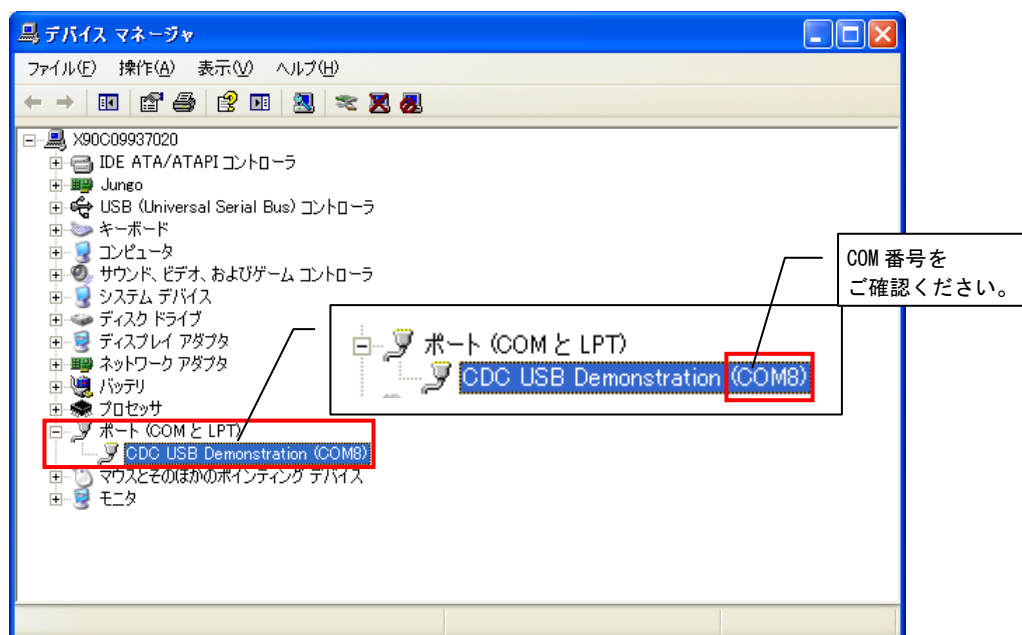 デバイス マネージャ
ファイル(F) 操作(A) 表示(V) ヘルプ(H)
X90C09937020
IDE ATA/ATAPI コントローラ
Jungo
USB (Universal Serial Bus) コントローラ
キーボード
コンピュータ
サウンド、ビデオ、およびゲーム コントローラ
システム デバイス
ディスク ドライブ
ディスプレイ アダプタ
ネットワーク アダプタ
バッテリ
プロセッサ
ポート (COM と LPT)
CDC USB Demonstration (COM8)
マウスとそのほかのポインティング デバイス
モニタ
ポート (COM と LPT)
CDC USB Demonstration (COM8)
COM 番号を
ご確認ください。